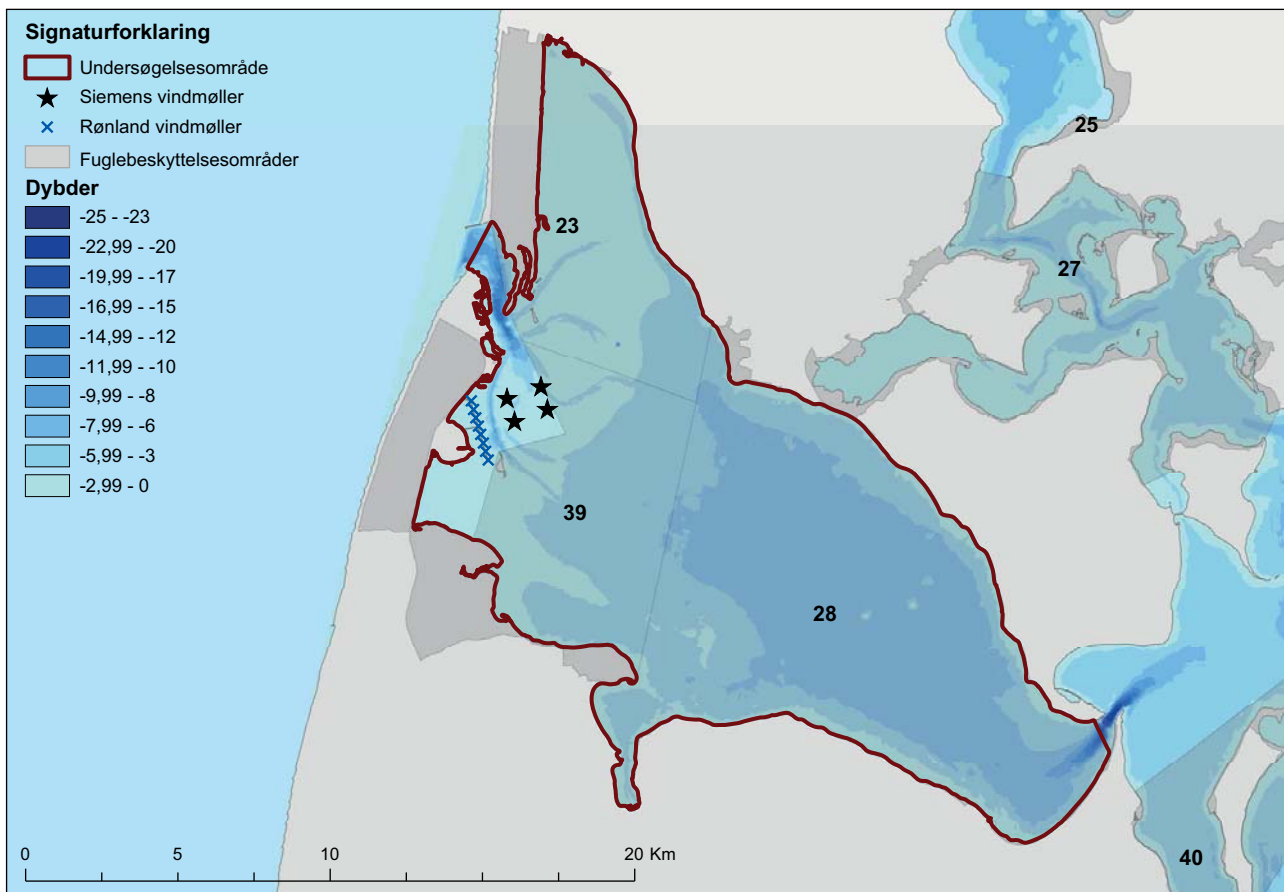 Signaturforklaring
Undersøgelsesområde
Siemens vindmøller
Rønland vindmøller
Fuglebeskyttelsesområder
Dybder
-25 - -23
-22,99 - -20
-19,99 - -17
-16,99 - -15
-14,99 - -12
-11,99 - -10
-9,99 - -8
-7,99 - -6
-5,99 - -3
-2,99 - 0
25
23
27
39
28
40
0 5 10 20 Km